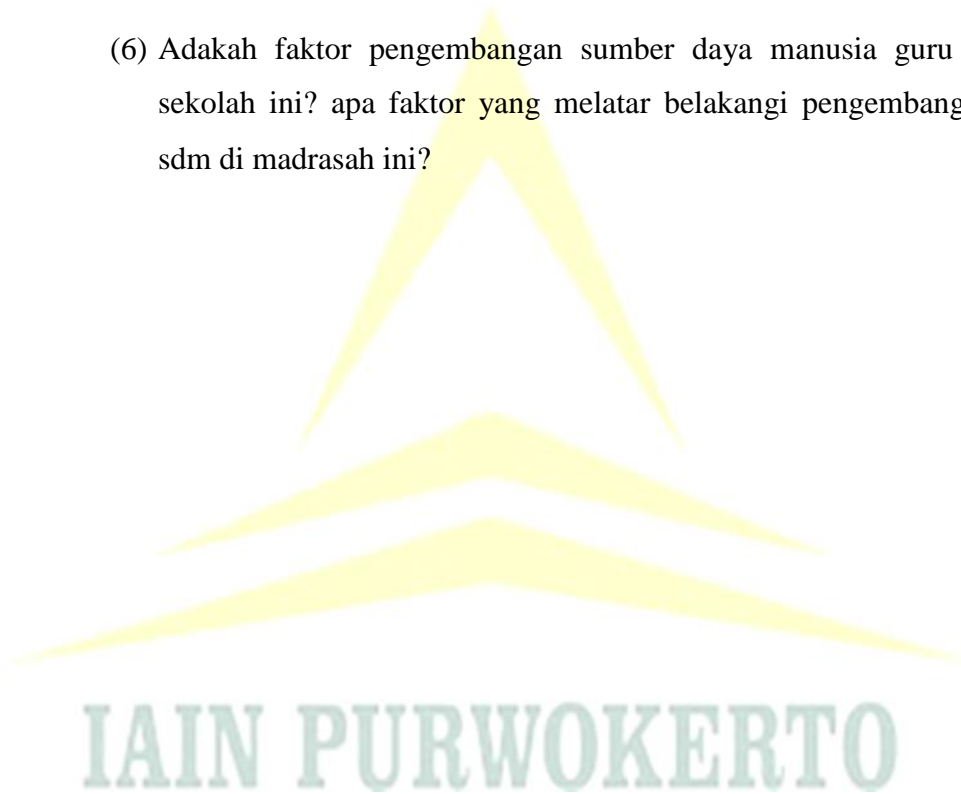 (6) Adakah faktor pengembangan sumber daya manusia guru
sekolah ini? apa faktor yang melatar belakangi pengembang
sdm di madrasah ini?
IAIN PURWOKERTO